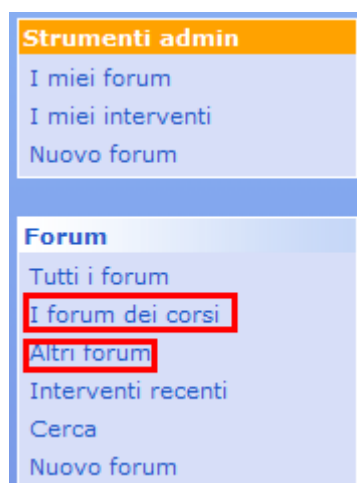 Strumenti admin
I miei forum
I miei interventi
Nuovo forum
Forum
Tutti i forum
I forum dei corsi
Altri forum
Interventi recenti
Cerca
Nuovo forum